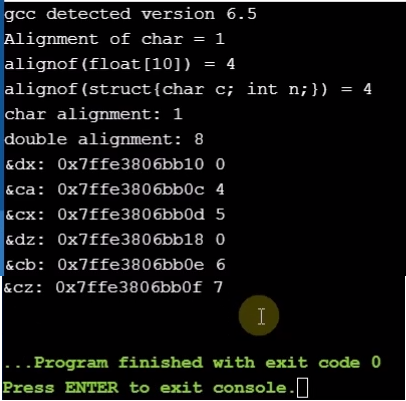 gcc detected version 6.5
Alignment of char = 1
alignof(float[10]) = 4
alignof(struct{char c; int n;}) = 4
char alignment: 1
double alignment: 8
&dx: 0x7ffe3806bb10 0
&ca: 0x7ffe3806bb0c 4
&cx: 0x7ffe3806bb0d 5
&dz: 0x7ffe3806bb18 0
&cb: 0x7ffe3806bb0e 6
&cz: 0x7ffe3806bb0f 7
...Program finished with exit code 0
Press ENTER to exit console.